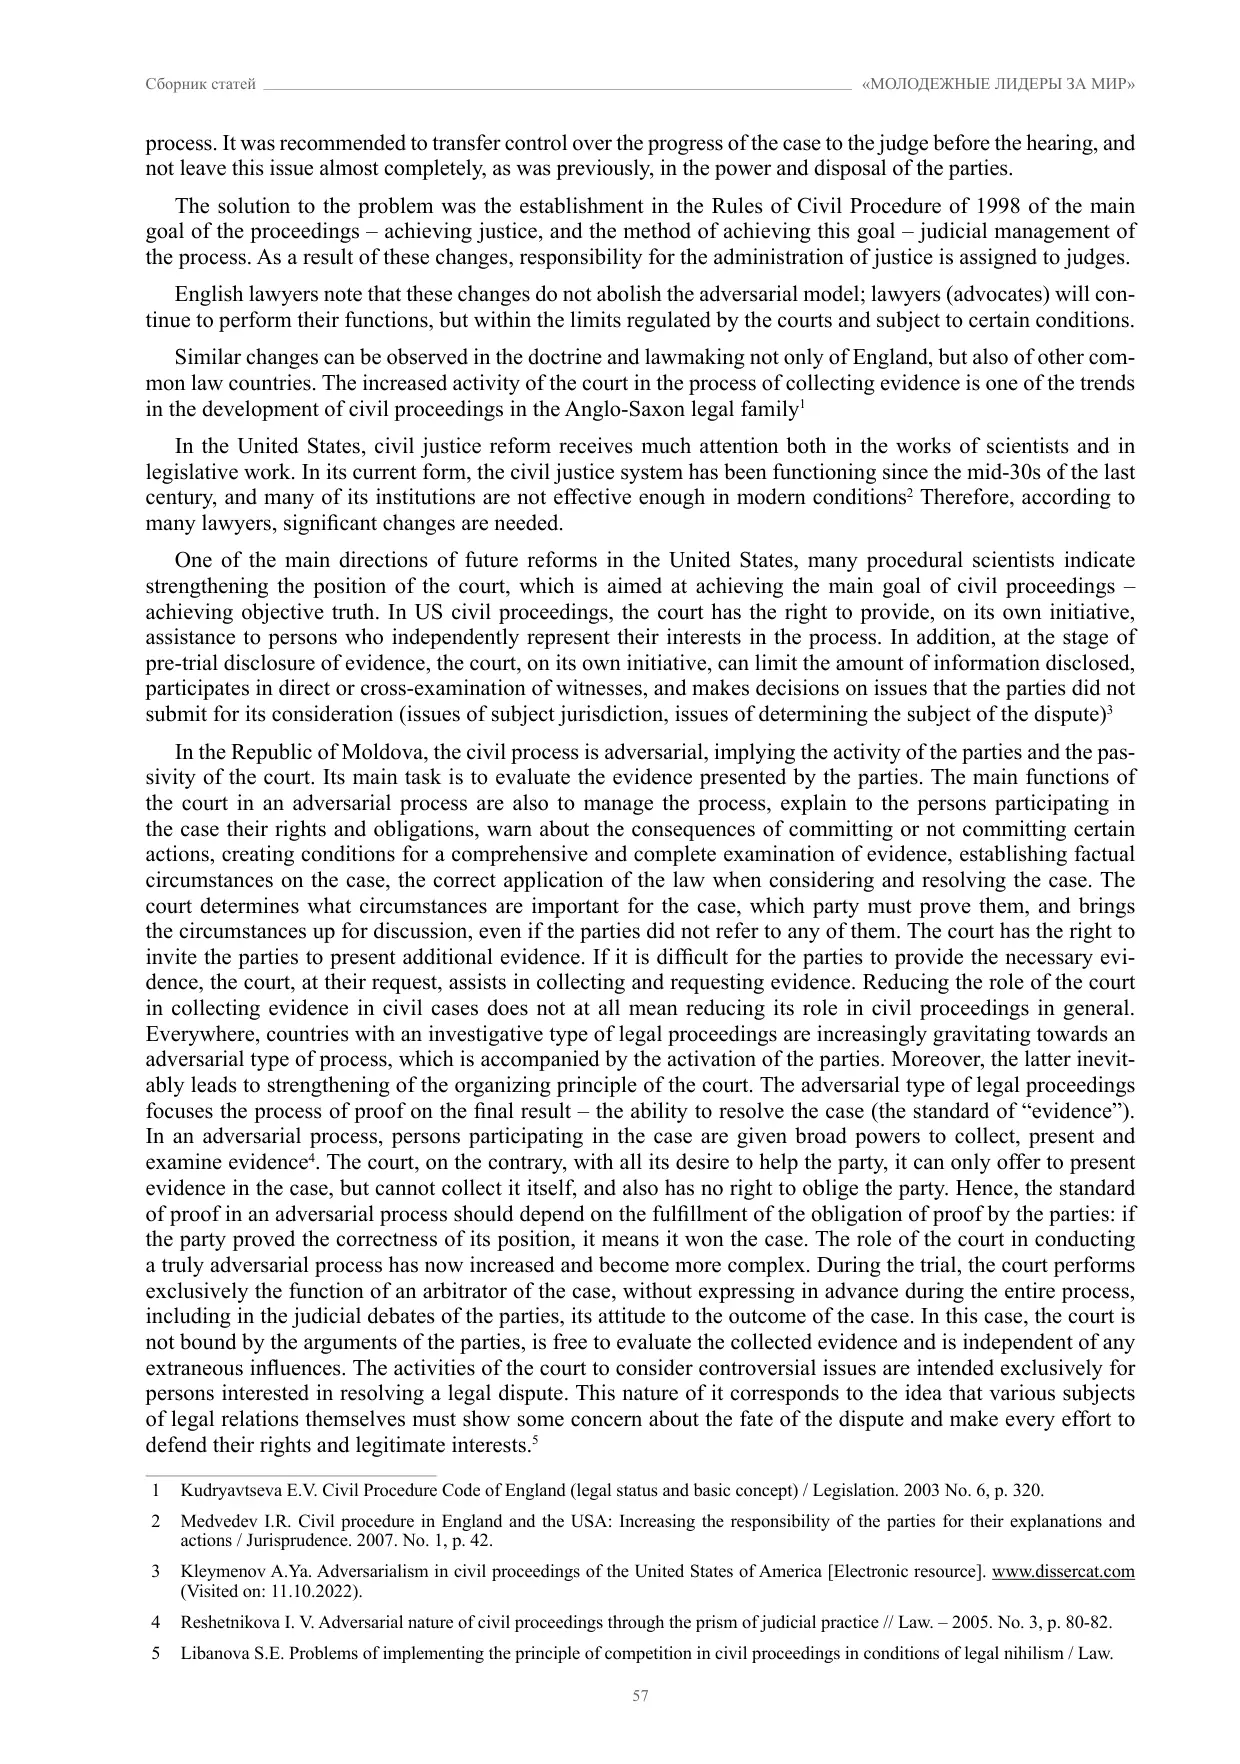 Сборник статей «МОЛОДЕЖНЫЕ ЛИДЕРЫ ЗА МИР»
process. It was recommended to transfer control over the progress of the case to the judge before the hearing, and
not leave this issue almost completely, as was previously, in the power and disposal of the parties.
The solution to the problem was the establishment in the Rules of Civil Procedure of 1998 of the main
goal of the proceedings – achieving justice, and the method of achieving this goal – judicial management of
the process. As a result of these changes, responsibility for the administration of justice is assigned to judges.
English lawyers note that these changes do not abolish the adversarial model; lawyers (advocates) will con-
tinue to perform their functions, but within the limits regulated by the courts and subject to certain conditions.
Similar changes can be observed in the doctrine and lawmaking not only of England, but also of other com-
mon law countries. The increased activity of the court in the process of collecting evidence is one of the trends
in the development of civil proceedings in the Anglo-Saxon legal family1
In the United States, civil justice reform receives much attention both in the works of scientists and in
legislative work. In its current form, the civil justice system has been functioning since the mid-30s of the last
century, and many of its institutions are not effective enough in modern conditions2 Therefore, according to
many lawyers, significant changes are needed.
One of the main directions of future reforms in the United States, many procedural scientists indicate
strengthening the position of the court, which is aimed at achieving the main goal of civil proceedings –
achieving objective truth. In US civil proceedings, the court has the right to provide, on its own initiative,
assistance to persons who independently represent their interests in the process. In addition, at the stage of
pre-trial disclosure of evidence, the court, on its own initiative, can limit the amount of information disclosed,
participates in direct or cross-examination of witnesses, and makes decisions on issues that the parties did not
submit for its consideration (issues of subject jurisdiction, issues of determining the subject of the dispute)3
In the Republic of Moldova, the civil process is adversarial, implying the activity of the parties and the pas-
sivity of the court. Its main task is to evaluate the evidence presented by the parties. The main functions of
the court in an adversarial process are also to manage the process, explain to the persons participating in
the case their rights and obligations, warn about the consequences of committing or not committing certain
actions, creating conditions for a comprehensive and complete examination of evidence, establishing factual
circumstances on the case, the correct application of the law when considering and resolving the case. The
court determines what circumstances are important for the case, which party must prove them, and brings
the circumstances up for discussion, even if the parties did not refer to any of them. The court has the right to
invite the parties to present additional evidence. If it is difficult for the parties to provide the necessary evi-
dence, the court, at their request, assists in collecting and requesting evidence. Reducing the role of the court
in collecting evidence in civil cases does not at all mean reducing its role in civil proceedings in general.
Everywhere, countries with an investigative type of legal proceedings are increasingly gravitating towards an
adversarial type of process, which is accompanied by the activation of the parties. Moreover, the latter inevit-
ably leads to strengthening of the organizing principle of the court. The adversarial type of legal proceedings
focuses the process of proof on the final result – the ability to resolve the case (the standard of “evidence”).
In an adversarial process, persons participating in the case are given broad powers to collect, present and
examine evidence4. The court, on the contrary, with all its desire to help the party, it can only offer to present
evidence in the case, but cannot collect it itself, and also has no right to oblige the party. Hence, the standard
of proof in an adversarial process should depend on the fulfillment of the obligation of proof by the parties: if
the party proved the correctness of its position, it means it won the case. The role of the court in conducting
a truly adversarial process has now increased and become more complex. During the trial, the court performs
exclusively the function of an arbitrator of the case, without expressing in advance during the entire process,
including in the judicial debates of the parties, its attitude to the outcome of the case. In this case, the court is
not bound by the arguments of the parties, is free to evaluate the collected evidence and is independent of any
extraneous influences. The activities of the court to consider controversial issues are intended exclusively for
persons interested in resolving a legal dispute. This nature of it corresponds to the idea that various subjects
of legal relations themselves must show some concern about the fate of the dispute and make every effort to
defend their rights and legitimate interests.5
1 Kudryavtseva E.V. Civil Procedure Code of England (legal status and basic concept) / Legislation. 2003 No. 6, p. 320.
2 Medvedev I.R. Civil procedure in England and the USA: Increasing the responsibility of the parties for their explanations and
actions / Jurisprudence. 2007. No. 1, p. 42.
3 Kleymenov A.Ya. Adversarialism in civil proceedings of the United States of America [Electronic resource]. www.dissercat.com
(Visited on: 11.10.2022).
4 Reshetnikova I. V. Adversarial nature of civil proceedings through the prism of judicial practice // Law. – 2005. No. 3, p. 80-82.
5 Libanova S.E. Problems of implementing the principle of competition in civil proceedings in conditions of legal nihilism / Law.
57